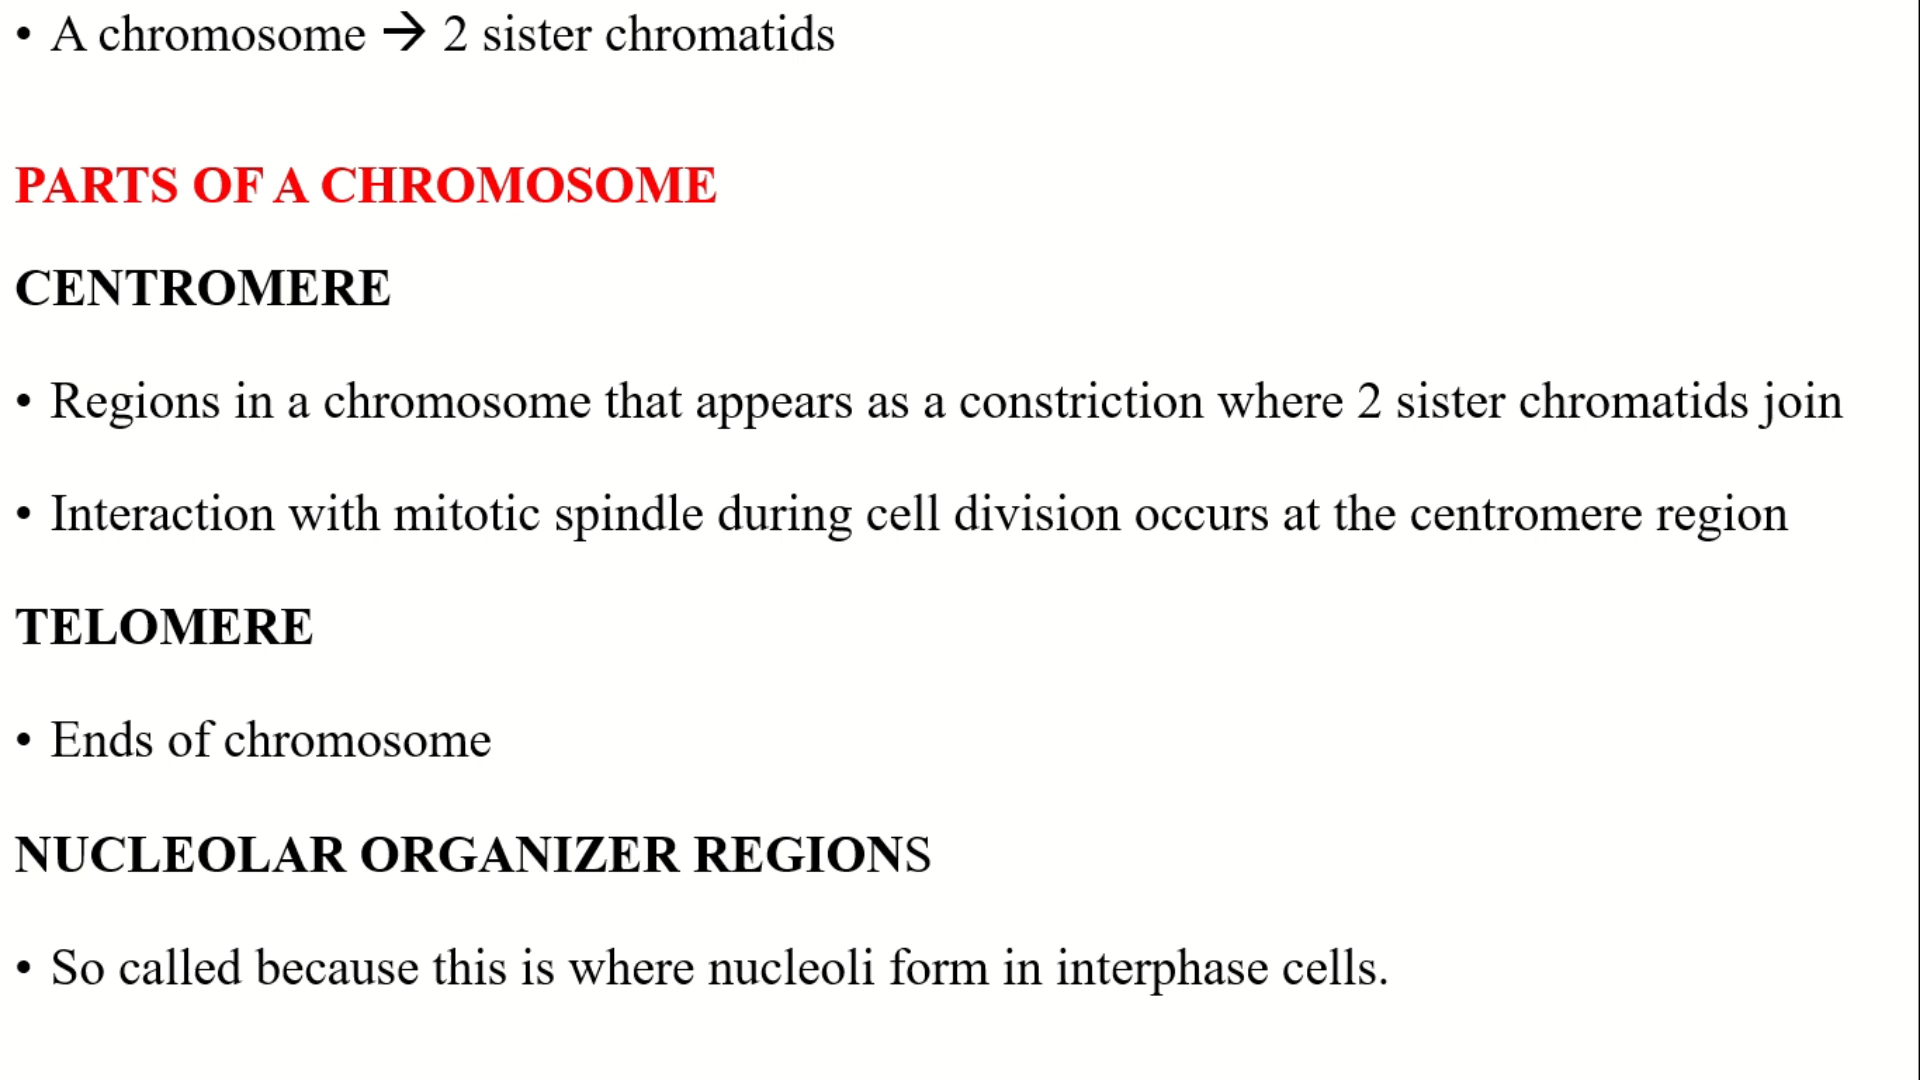 • A chromosome → 2 sister chromatids
PARTS OF A CHROMOSOME
CENTROMERE
• Regions in a chromosome that appears as a constriction where 2 sister chromatids join
• Interaction with mitotic spindle during cell division occurs at the centromere region
TELOMERE
• Ends of chromosome
NUCLEOLAR ORGANIZER REGIONS
• So called because this is where nucleoli form in interphase cells.